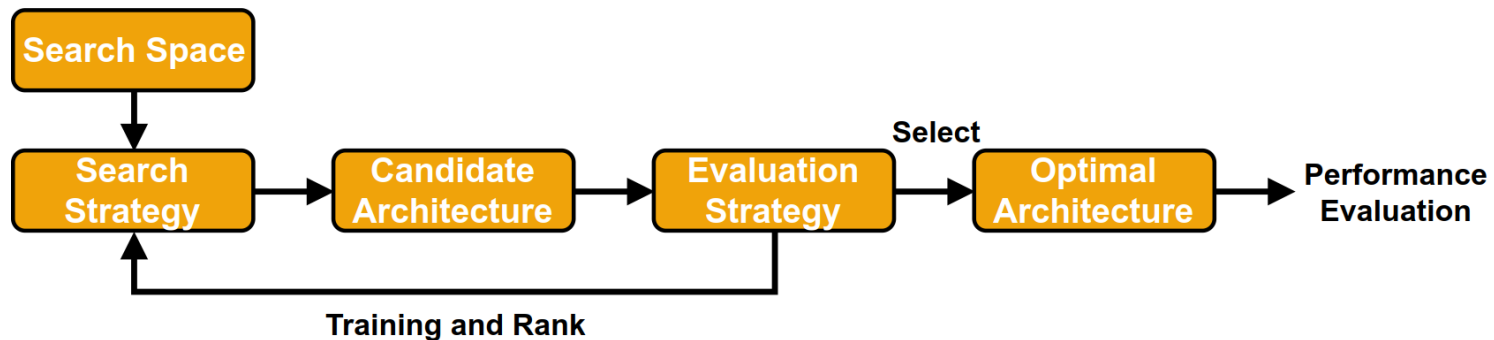 Search Space
Search
Strategy
Candidate
Architecture
Evaluation
Strategy
Select
Optimal
Architecture
Performance
Evaluation
Training and Rank